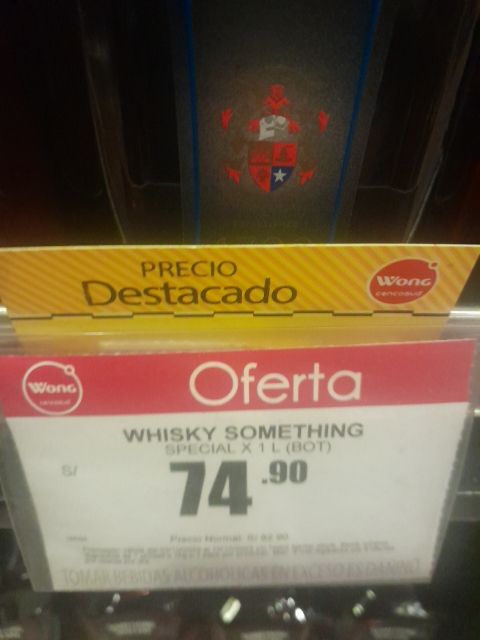 PRECIO
Destacado
Wong
cencosud
Wong
cencosud
Oferta
WHISKY SOMETHING
SPECIAL X 1 L (BOT)
S/ 74.90
Precio Normal: S/
TOMAR BEBIDAS ALCOHOLICAS EN EXCESO ES DAÑINO